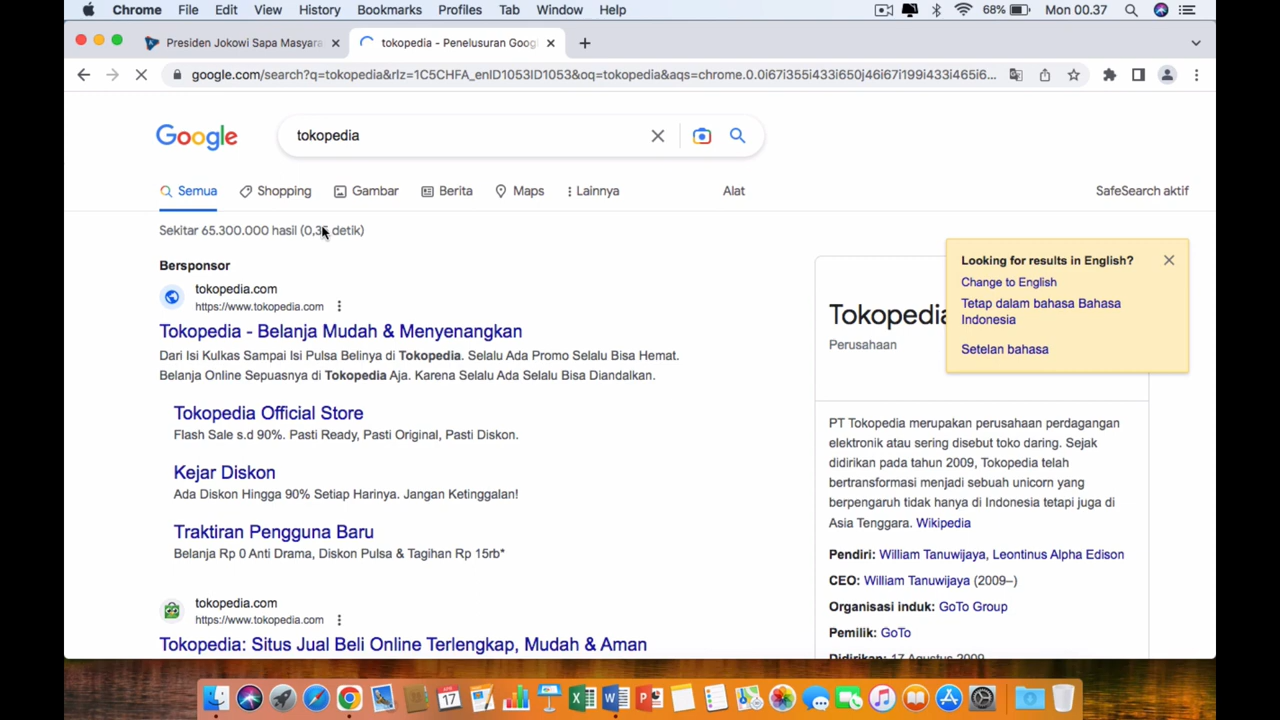 Chrome File Edit View History Bookmarks Profiles Tab Window Help 68% Mon 00.37
Presiden Jokowi Sapa Masyara
tokopedia - Penelusuran Goog
google.com/search?q=tokopedia&rlz=1C5CHFA_enID1053ID1053&oq=tokopedia&aqs=chrome.0.0i67i355i433i650j46i67i199i433i465i6...
Google
tokopedia
Semua Shopping Gambar Berita Maps Lainnya Alat SafeSearch aktif
Sekitar 65.300.000 hasil detik)
Bersponsor
tokopedia.com
https://www.tokopedia.com
Tokopedia - Belanja Mudah & Menyenangkan
Dari Isi Kulkas Sampai Isi Pulsa Belinya di Tokopedia. Selalu Ada Promo Selalu Bisa Hemat.
Belanja Online Sepuasnya di Tokopedia Aja. Karena Selalu Ada Selalu Bisa Diandalkan.
Tokopedia Official Store
Flash Sale s.d 90%. Pasti Ready, Pasti Original, Pasti Diskon.
Kejar Diskon
Ada Diskon Hingga 90% Setiap Harinya. Jangan Ketinggalan!
Traktiran Pengguna Baru
Belanja Rp 0 Anti Drama, Diskon Pulsa & Tagihan Rp 15rb*
tokopedia.com
https://www.tokopedia.com
Tokopedia: Situs Jual Beli Online Terlengkap, Mudah & Aman
Looking for results in English?
Change to English
Tetap dalam bahasa Bahasa
Indonesia
Setelan bahasa
Tokopedia
Perusahaan
PT Tokopedia merupakan perusahaan perdagangan
elektronik atau sering disebut toko daring. Sejak
didirikan pada tahun 2009, Tokopedia telah
bertransformasi menjadi sebuah unicorn yang
berpengaruh tidak hanya di Indonesia tetapi juga di
Asia Tenggara. Wikipedia
Pendiri: William Tanuwijaya, Leontinus Alpha Edison
CEO: William Tanuwijaya (2009–)
Organisasi induk: GoTo Group
Pemilik: GoTo
Didirikan: 17 Agustus 2009
17